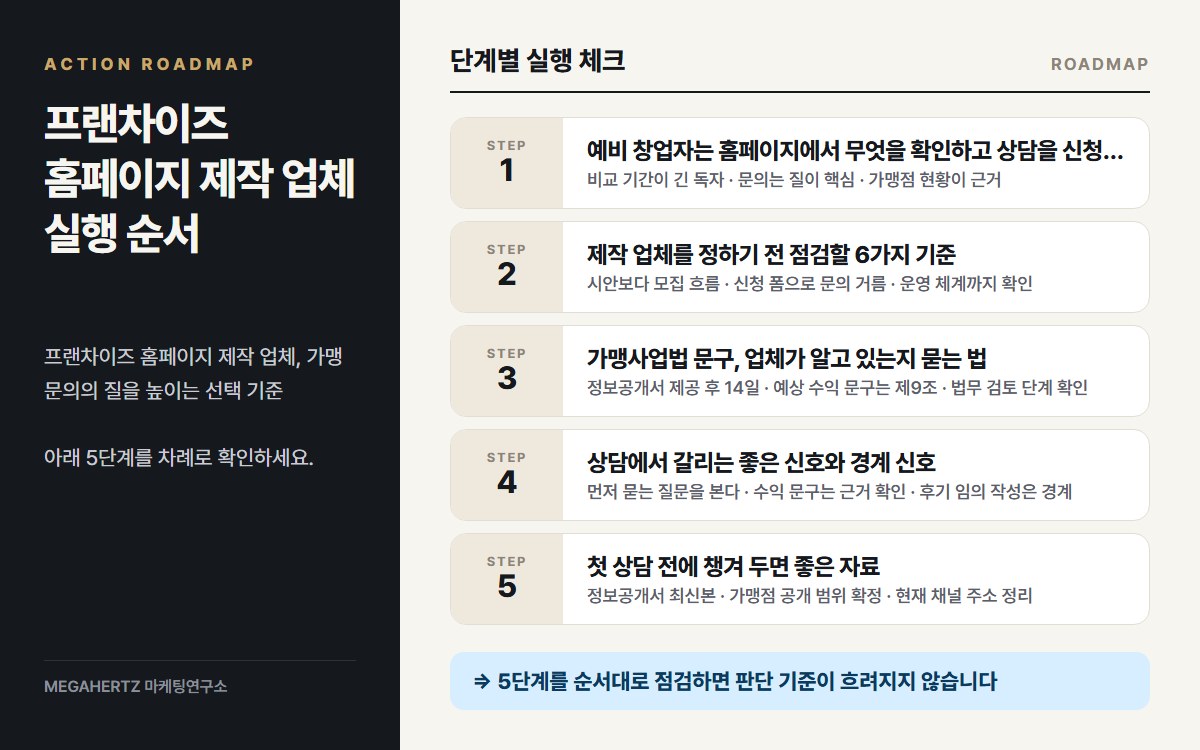 ACTION ROADMAP
프랜차이즈
홈페이지 제작 업체
실행 순서
프랜차이즈 홈페이지 제작 업체, 가맹
문의의 질을 높이는 선택 기준
아래 5단계를 차례로 확인하세요.
MEGAHERTZ 마케팅연구소
단계별 실행 체크
ROADMAP
STEP
1
예비 창업자는 홈페이지에서 무엇을 확인하고 상담을 신청…
비교 기간이 긴 독자 · 문의는 질이 핵심 · 가맹점 현황이 근거
STEP
2
제작 업체를 정하기 전 점검할 6가지 기준
시안보다 모집 흐름 · 신청 폼으로 문의 거름 · 운영 체계까지 확인
STEP
3
가맹사업법 문구, 업체가 알고 있는지 묻는 법
정보공개서 제공 후 14일 · 예상 수익 문구는 제9조 · 법무 검토 단계 확인
STEP
4
상담에서 갈리는 좋은 신호와 경계 신호
먼저 묻는 질문을 본다 · 수익 문구는 근거 확인 · 후기 임의 작성은 경계
STEP
5
첫 상담 전에 챙겨 두면 좋은 자료
정보공개서 최신본 · 가맹점 공개 범위 확정 · 현재 채널 주소 정리
→ 5단계를 순서대로 점검하면 판단 기준이 흐려지지 않습니다